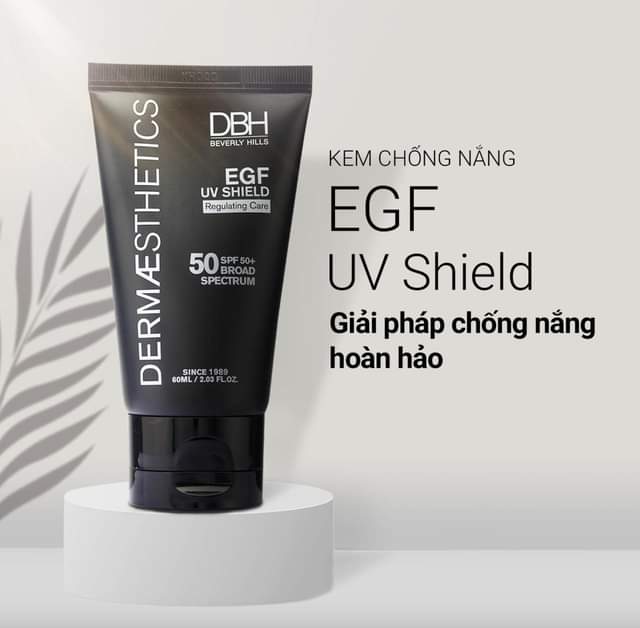 DERMÆSTHETICS
DBH
BEVERLY HILLS
EGF
UV SHIELD
Regulating Care
50 SPF 50+
BROAD
SPECTRUM
SINCE 1989
60ML / 2.03 FL.OZ.
KEM CHỐNG NẮNG
EGF
UV Shield
Giải pháp chống nắng
hoàn hảo